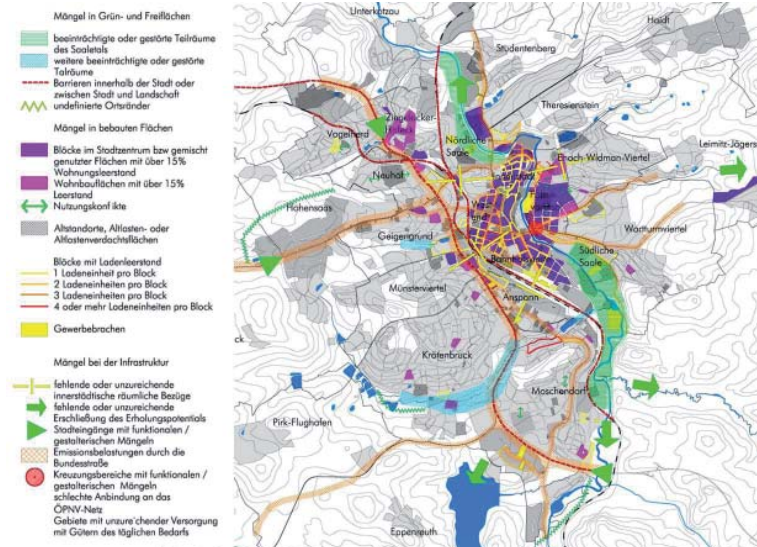 Mängel in Grün- und Freiflächen
beeinträchtigte oder gestörte Teilräume
des Saaletals
weitere beeinträchtigte oder gestörte
Talräume
Barrieren innerhalb der Stadt oder
zwischen Stadt und Landschaft
undefinierte Ortsränder
Mängel in bebauten Flächen
Blöcke im Stadtzentrum bzw gemischt
genutzter Flächen mit über 15%
Wohnungsleerstand
Wohnbauflächen mit über 15%
Leerstand
Nutzungskonflikte
Altstandorte, Altlasten- oder
Altlastenverdachtsflächen
Blöcke mit Ladenleerstand
1 Ladeneinheit pro Block
2 Ladeneinheiten pro Block
3 Ladeneinheiten pro Block
4 oder mehr Ladeneinheiten pro Block
Gewerbebrachen
Mängel bei der Infrastruktur
fehlende oder unzureichende
innerstädtische räumliche Bezüge
fehlende oder unzureichende
Erschließung des Erholungspotentials
Stadteingänge mit funktionalen /
gestalterischen Mängeln
Emissionsbelastungen durch die
Bundesstraße
Kreuzungsbereiche mit funktionalen /
gestalterischen Mängeln
schlechte Anbindung an das
ÖPNV-Netz
Gebiete mit unzureichender Versorgung
mit Gütern des täglichen Bedarfs
Unterkotzau
Haidt
Studentenberg
Theresienstein
Vogelherd
Nördliche
Saale
Enoch-Widman-Viertel
Leimitz-Jägers
Neuhof
Hohensaas
Wartturmviertel
Geigengrund
Südliche
Saale
Münsterviertel
Anspann
Krötenbruck
Moschendorf
ck
Pirk-Flughafen
Eppenreuth